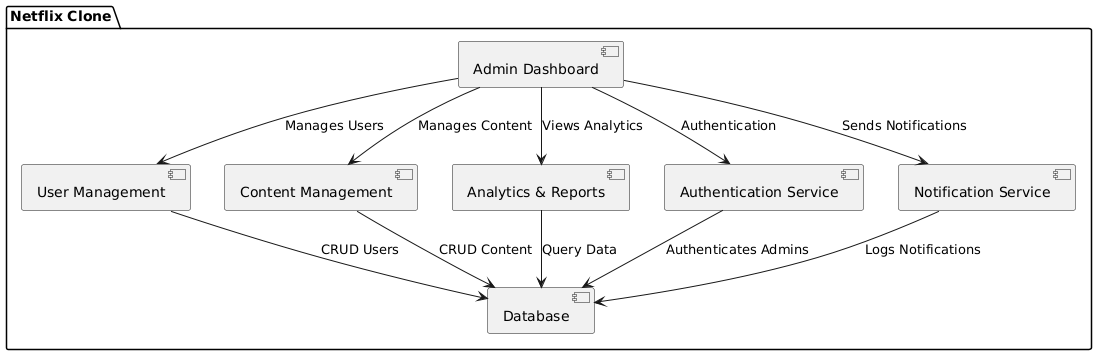 Netflix Clone
Admin Dashboard
Manages Users
Manages Content
Views Analytics
Authentication
Sends Notifications
User Management
Content Management
Analytics & Reports
Authentication Service
Notification Service
CRUD Users
CRUD Content
Query Data
Authenticates Admins
Logs Notifications
Database